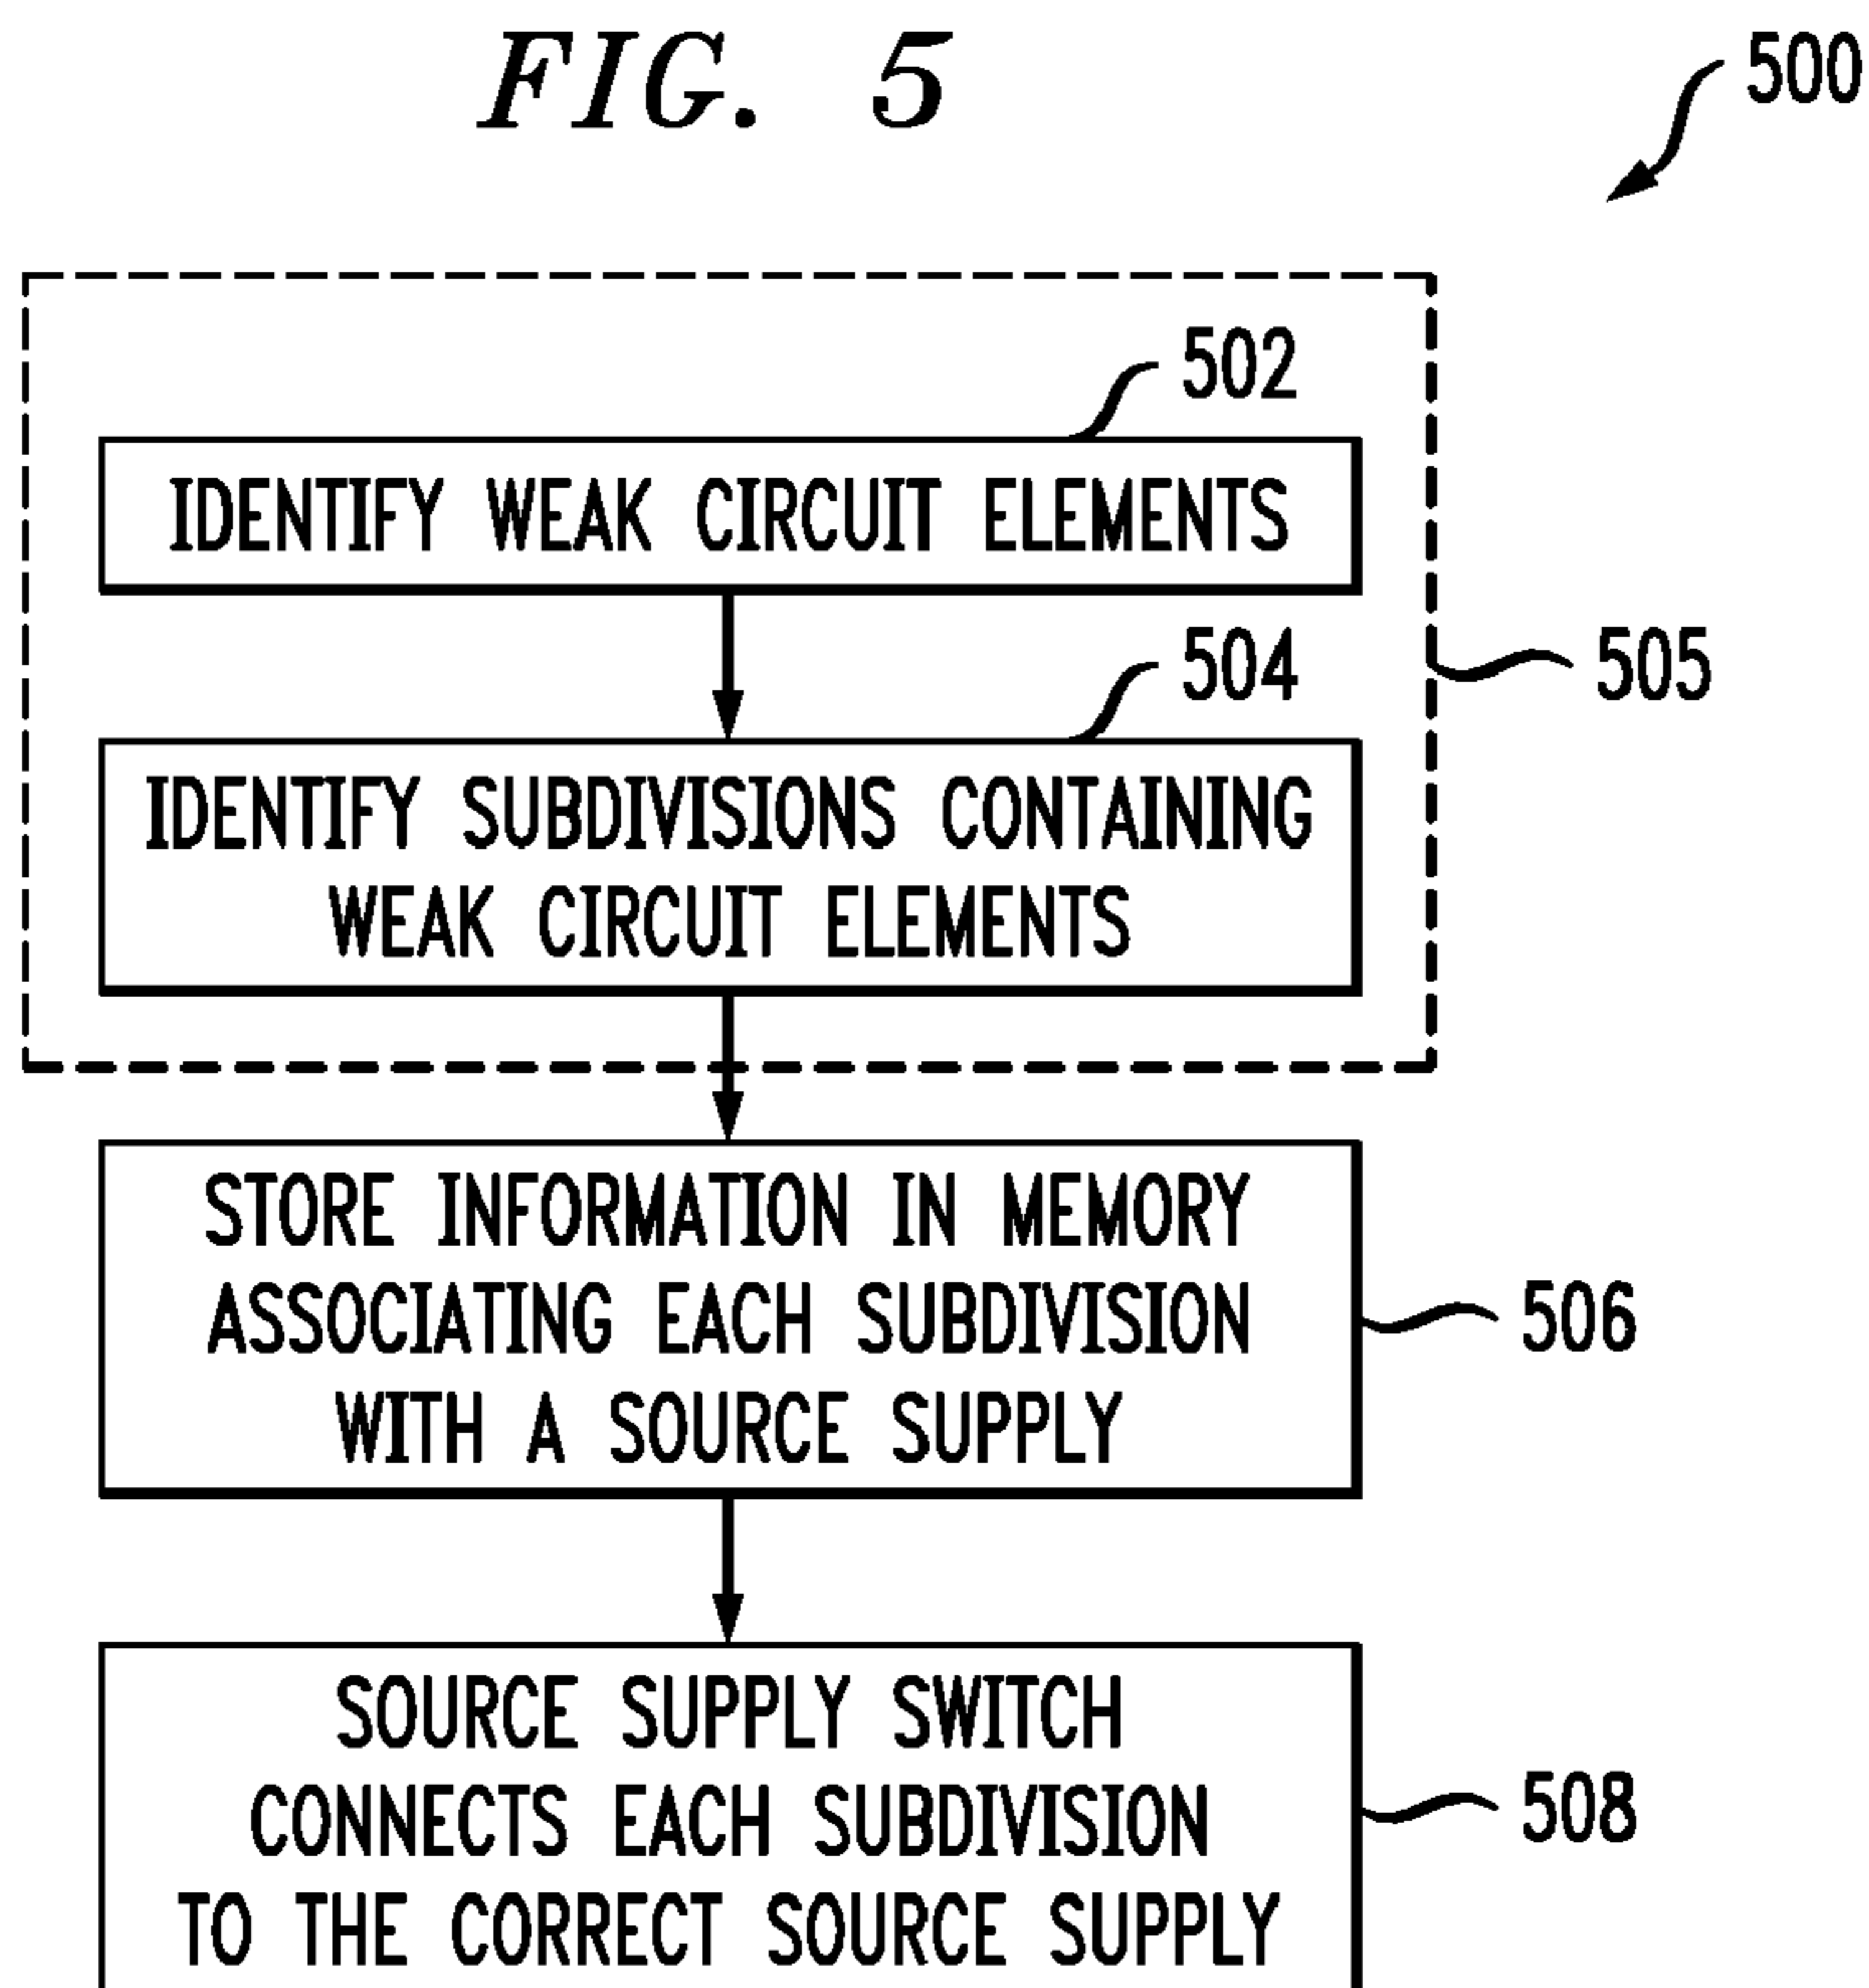 FIG. 5
500
502
IDENTIFY WEAK CIRCUIT ELEMENTS
504
505
IDENTIFY SUBDIVISIONS CONTAINING
WEAK CIRCUIT ELEMENTS
STORE INFORMATION IN MEMORY
ASSOCIATING EACH SUBDIVISION
WITH A SOURCE SUPPLY
506
SOURCE SUPPLY SWITCH
CONNECTS EACH SUBDIVISION
TO THE CORRECT SOURCE SUPPLY
508